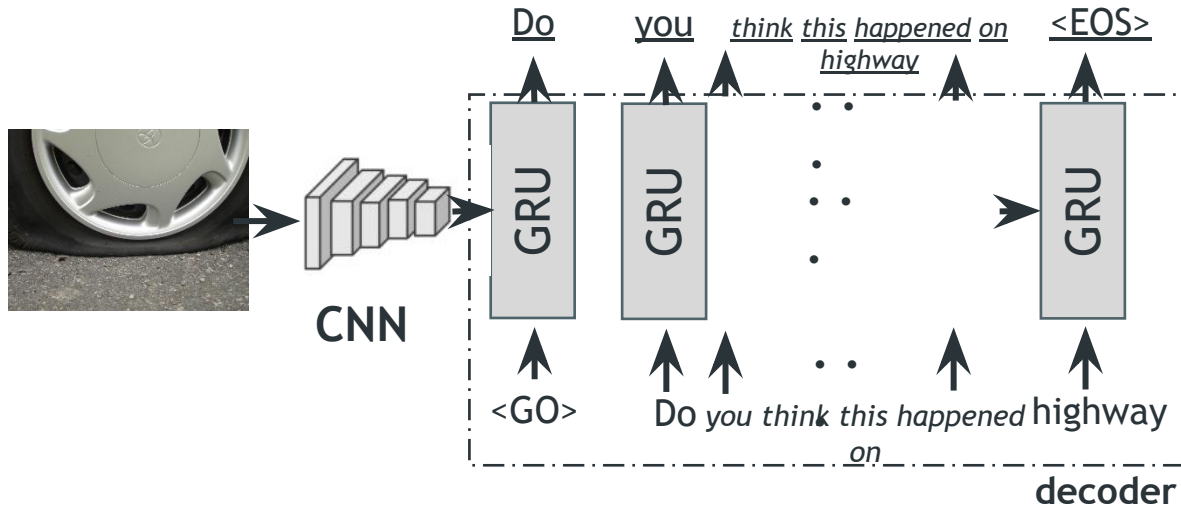 Do you think this happened on <EOS>
highway
GRU GRU GRU
CNN
<GO> Do you think this happened highway
on
decoder